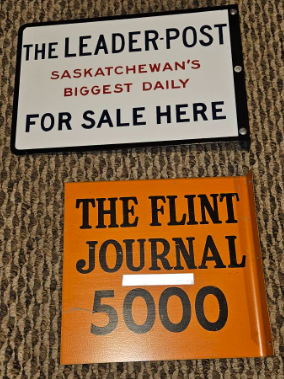 THE LEADER-POST
SASKATCHEWAN'S
BIGGEST DAILY
FOR SALE HERE
THE FLINT
JOURNAL
5000